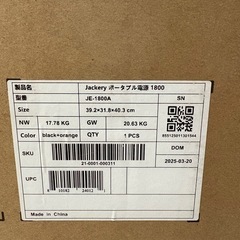 製品名 Jackery ポータブル電源 1800
型番 JE-1800A SN
Size 39.2×31.8×40.3 cm
NW 17.78 KG GW 20.63 KG
Color black+orange QTY 1 PCS
SKU DOM
21-0001-000311 2025-03-20
UPC
Made in China